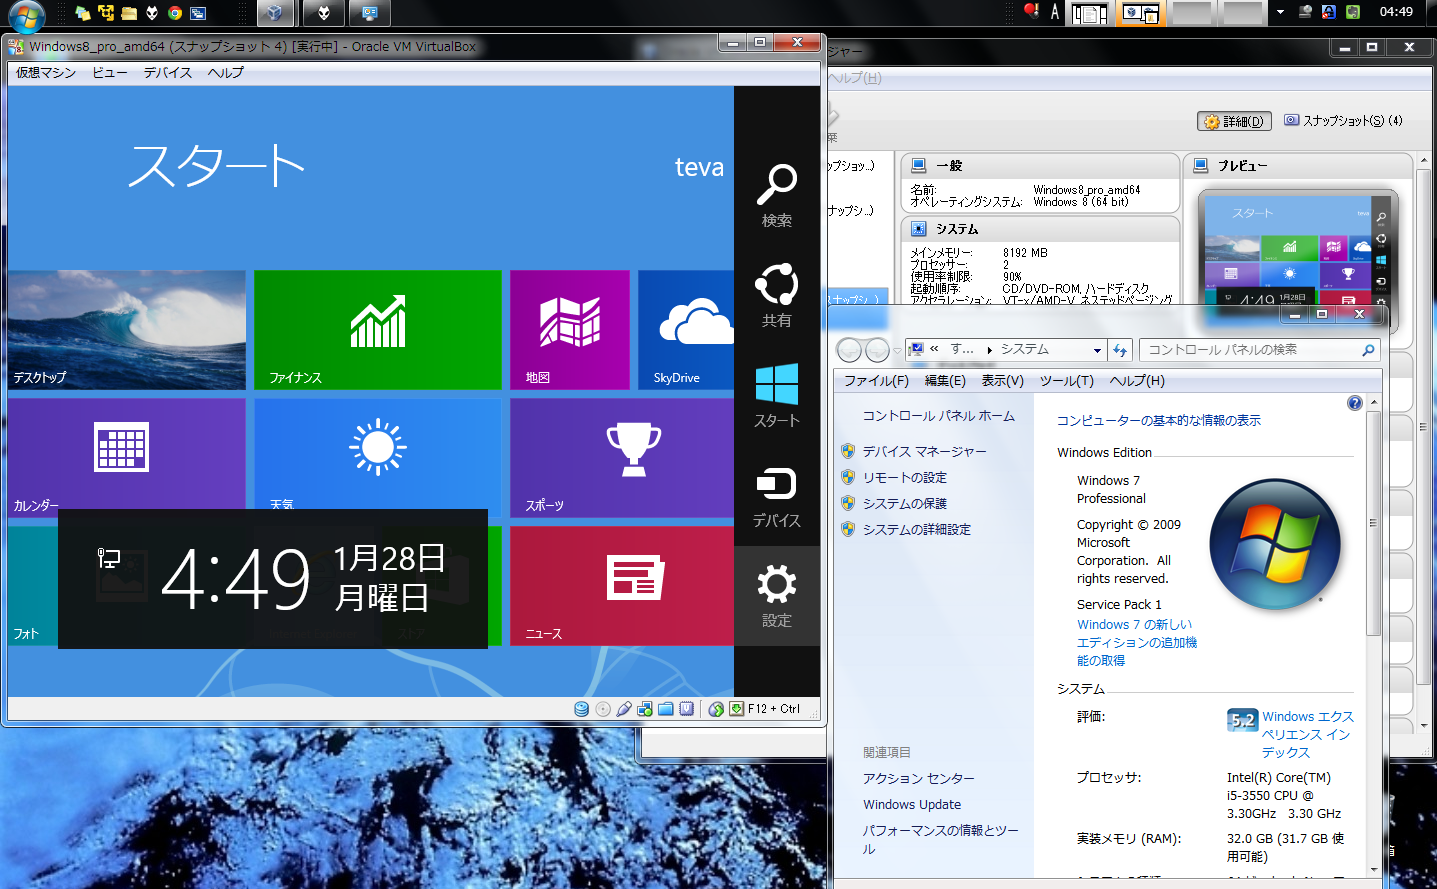 A
04:49
Windows8_pro_amd64 (スナップショット 4) [実行中] - Oracle VM VirtualBox
仮想マシン ビュー デバイス ヘルプ
スタート
teva
検索
共有
スタート
デバイス
設定
デスクトップ
ファイナンス
地図
SkyDrive
カレンダー
天気
スポーツ
フォト
ストア
ニュース
4:49
1月28日
月曜日
F12 + Ctrl
ージャー
ヘルプ(H)
詳細(D)
スナップショット(S) (4)
一般
名前: Windows8_pro_amd64
オペレーティングシステム: Windows 8 (64 bit)
システム
メインメモリー: 8192 MB
プロセッサー: 2
使用率制限: 90%
起動順序: CD/DVD-ROM, ハードディスク
アクセラレーション: VT-x/AMD-V, ネステッドページング
プレビュー
スタート
teva
4:49 1月28日
« す... システム
コントロール パネルの検索
ファイル(F) 編集(E) 表示(V) ツール(T) ヘルプ(H)
コントロール パネル ホーム
デバイス マネージャー
リモートの設定
システムの保護
システムの詳細設定
関連項目
アクション センター
Windows Update
パフォーマンスの情報とツー
ル
コンピューターの基本的な情報の表示
Windows Edition
Windows 7
Professional
Copyright © 2009
Microsoft
Corporation. All
rights reserved.
Service Pack 1
Windows 7 の新しい
エディションの追加機
能の取得
システム
評価: 5.2 Windows エクス
ペリエンス イン
デックス
プロセッサ: Intel(R) Core(TM)
i5-3550 CPU @
3.30GHz 3.30 GHz
実装メモリ (RAM): 32.0 GB (31.7 GB 使
用可能)